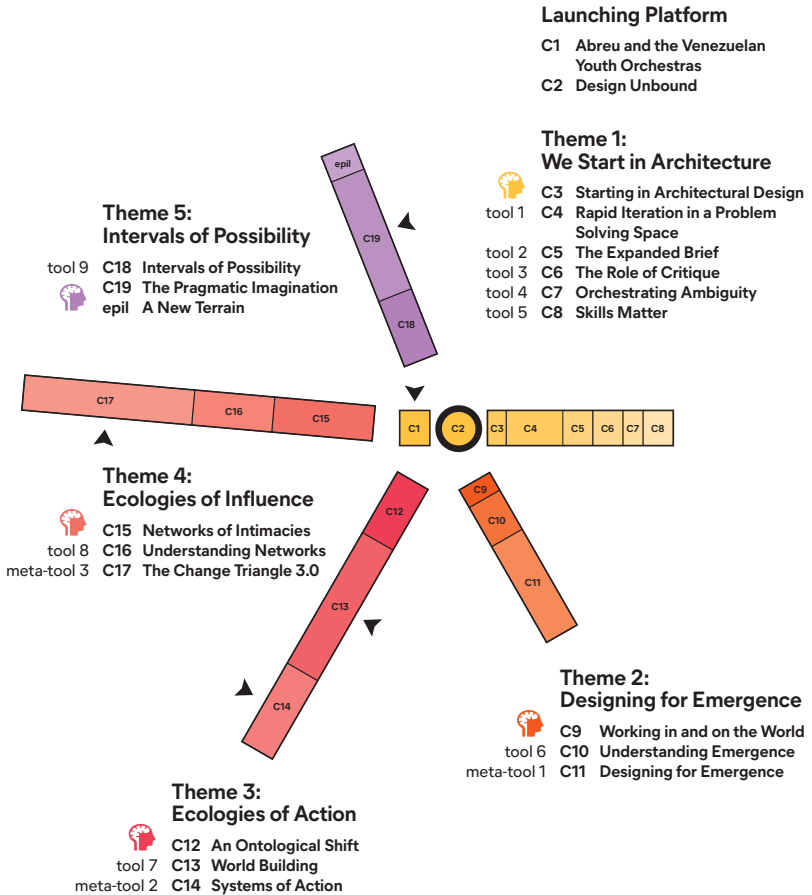 Launching Platform
C1 Abreu and the Venezuelan
Youth Orchestras
C2 Design Unbound
Theme 1:
We Start in Architecture
C3 Starting in Architectural Design
tool 1 C4 Rapid Iteration in a Problem
Solving Space
tool 2 C5 The Expanded Brief
tool 3 C6 The Role of Critique
tool 4 C7 Orchestrating Ambiguity
tool 5 C8 Skills Matter
epil
C19
C18
Theme 5:
Intervals of Possibility
tool 9 C18 Intervals of Possibility
C19 The Pragmatic Imagination
epil A New Terrain
C17 C16 C15
C1 C2 C3 C4 C5 C6 C7 C8
Theme 4:
Ecologies of Influence
C15 Networks of Intimacies
tool 8 C16 Understanding Networks
meta-tool 3 C17 The Change Triangle 3.0
C12
C13
C14
C9
C10
C11
Theme 2:
Designing for Emergence
C9 Working in and on the World
tool 6 C10 Understanding Emergence
meta-tool 1 C11 Designing for Emergence
Theme 3:
Ecologies of Action
C12 An Ontological Shift
tool 7 C13 World Building
meta-tool 2 C14 Systems of Action